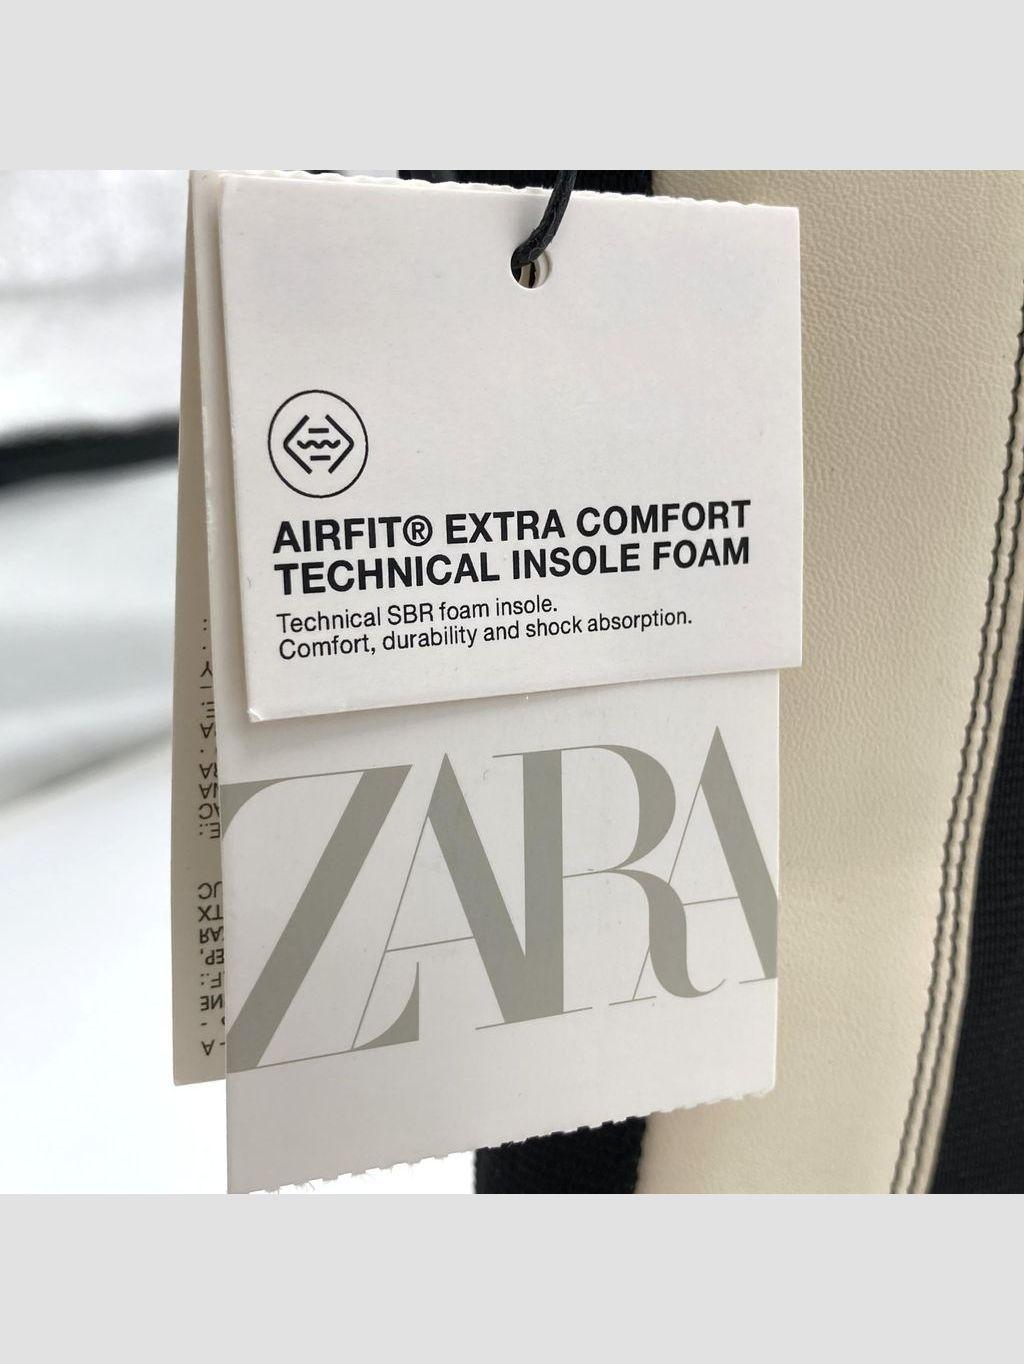 AIRFIT® EXTRA COMFORT
TECHNICAL INSOLE FOAM
Technical SBR foam insole.
Comfort, durability and shock absorption.
ZARA